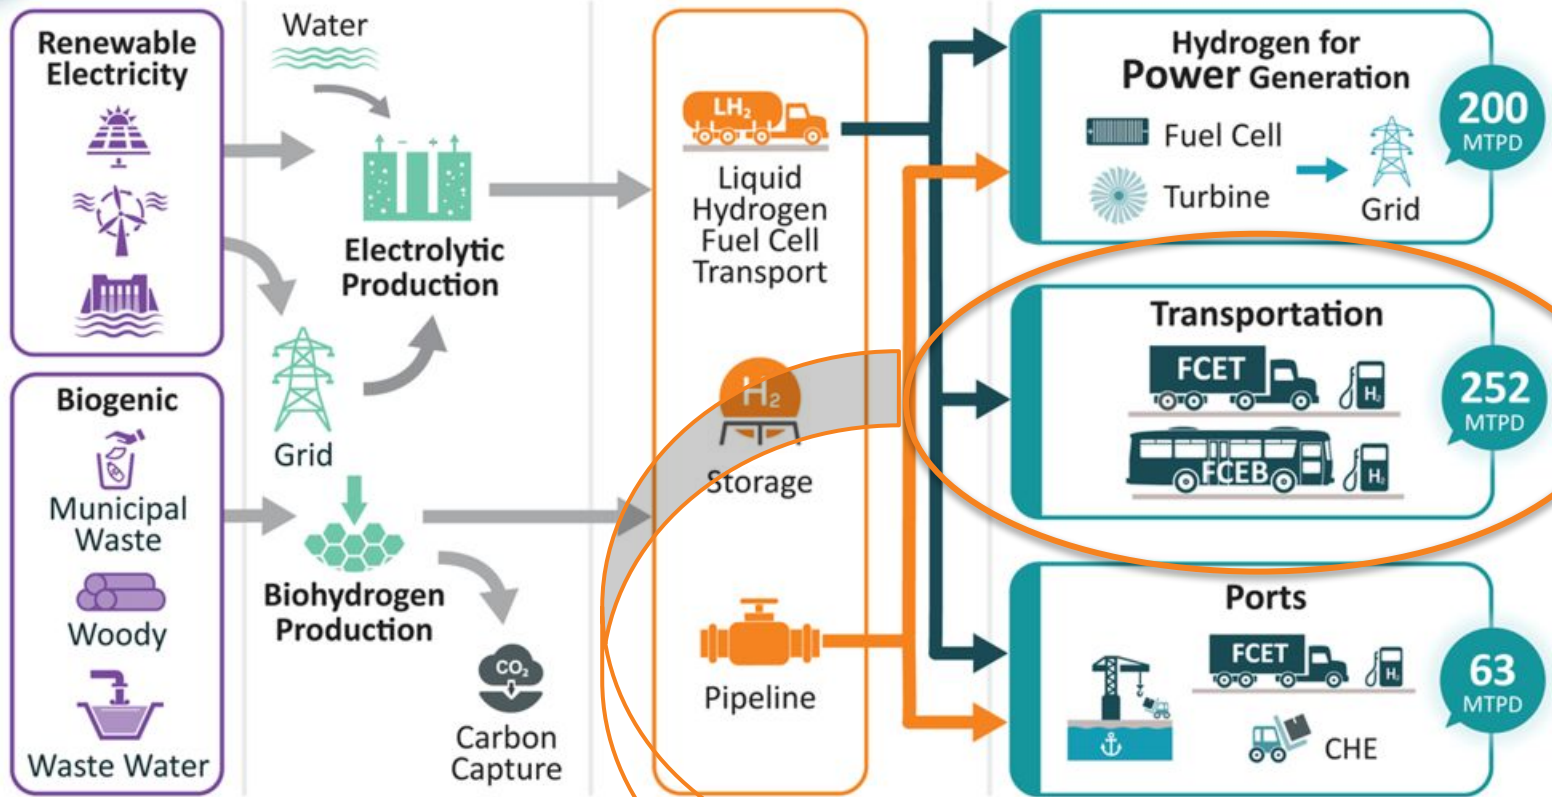 Renewable
Electricity
Biogenic
Municipal
Waste
Woody
Waste Water
Water
- +
Electrolytic
Production
Grid
Biohydrogen
Production
CO₂
Carbon
Capture
LH₂
Liquid
Hydrogen
Fuel Cell
Transport
H₂
Storage
Pipeline
Hydrogen for
Power Generation
Fuel Cell
Turbine
Grid
200
MTPD
Transportation
FCET
H₂
FCEB
H₂
252
MTPD
Ports
FCET
H₂
CHE
63
MTPD